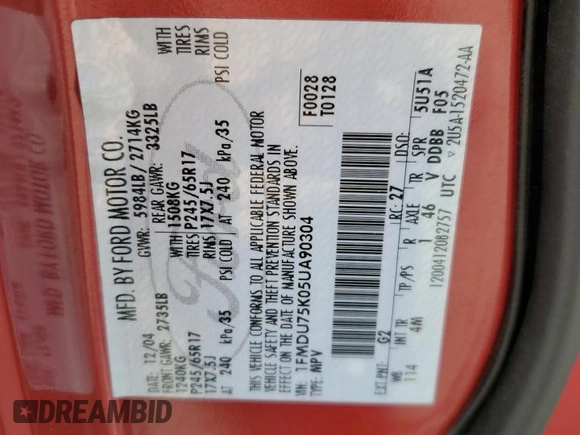 MFD. BY FORD MOTOR CO.
DATE: 12/04 GVWR: 5984LB / 2714KG
FRONT GAWR: 2735LB REAR GAWR: 3325LB
1240KG 1508KG WITH
P245/65R17 TIRES P245/65R17 TIRES
17X7.5J 17X7.5J RIMS
AT 240 kPa/35 PSI COLD AT 240 kPa/35 PSI COLD
THIS VEHICLE CONFORMS TO ALL APPLICABLE FEDERAL MOTOR
VEHICLE SAFETY AND THEFT PREVENTION STANDARDS IN
EFFECT ON THE DATE OF MANUFACTURE SHOWN ABOVE.
VIN: 1FMDU75K05UA90304 F0028
TYPE: MPV T0128
EXT PNT: G2 RC: 27 DSO:
WB INT TR TP/PS R AXLE TR SPR 5U51A
114 4M 1 46 V DDBB F05
1200412082757 UTC 2U5A-1520472-AA
Ford
DREAMBID